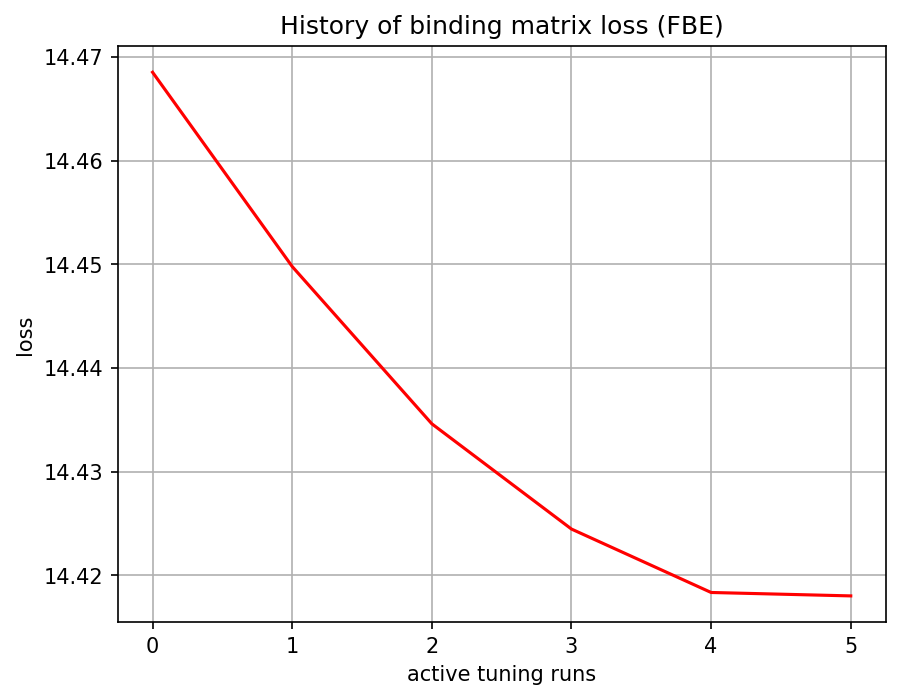 History of binding matrix loss (FBE)
14.47
14.46
14.45
14.44
14.43
14.42
loss
0 1 2 3 4 5
active tuning runs